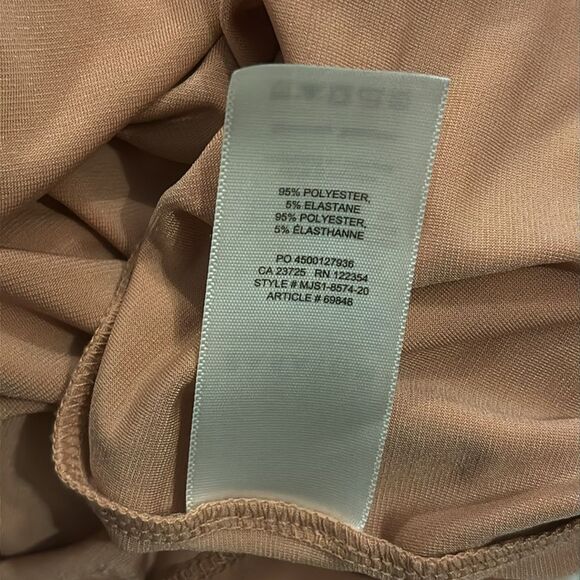 95% POLYESTER,
5% ELASTANE
95% POLYESTER,
5% ÉLASTHANNE
PO 4500127936
CA 23725 RN 122354
STYLE # MJS1-8574-20
ARTICLE # 69848